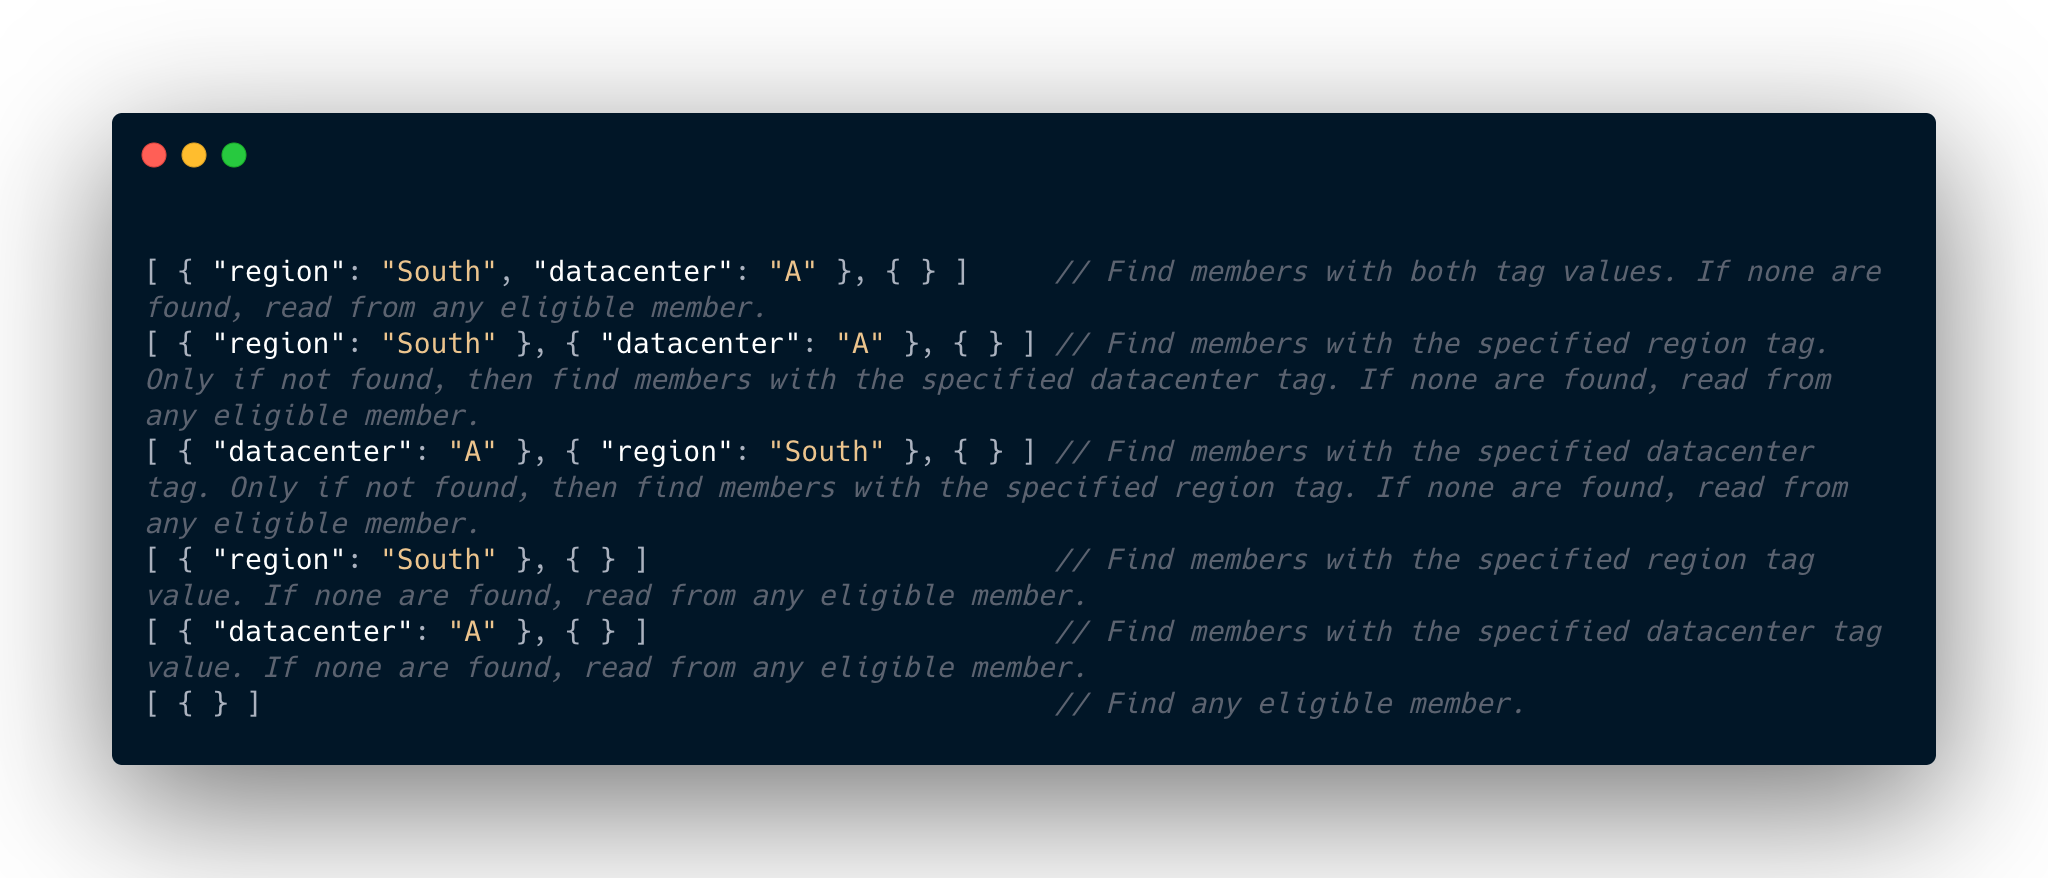 [ { "region": "South", "datacenter": "A" }, { } ]     // Find members with both tag values. If none are
found, read from any eligible member.
[ { "region": "South" }, { "datacenter": "A" }, { } ] // Find members with the specified region tag.
Only if not found, then find members with the specified datacenter tag. If none are found, read from
any eligible member.
[ { "datacenter": "A" }, { "region": "South" }, { } ] // Find members with the specified datacenter
tag. Only if not found, then find members with the specified region tag. If none are found, read from
any eligible member.
[ { "region": "South" }, { } ]                        // Find members with the specified region tag
value. If none are found, read from any eligible member.
[ { "datacenter": "A" }, { } ]                        // Find members with the specified datacenter tag
value. If none are found, read from any eligible member.
[ { } ]                                               // Find any eligible member.